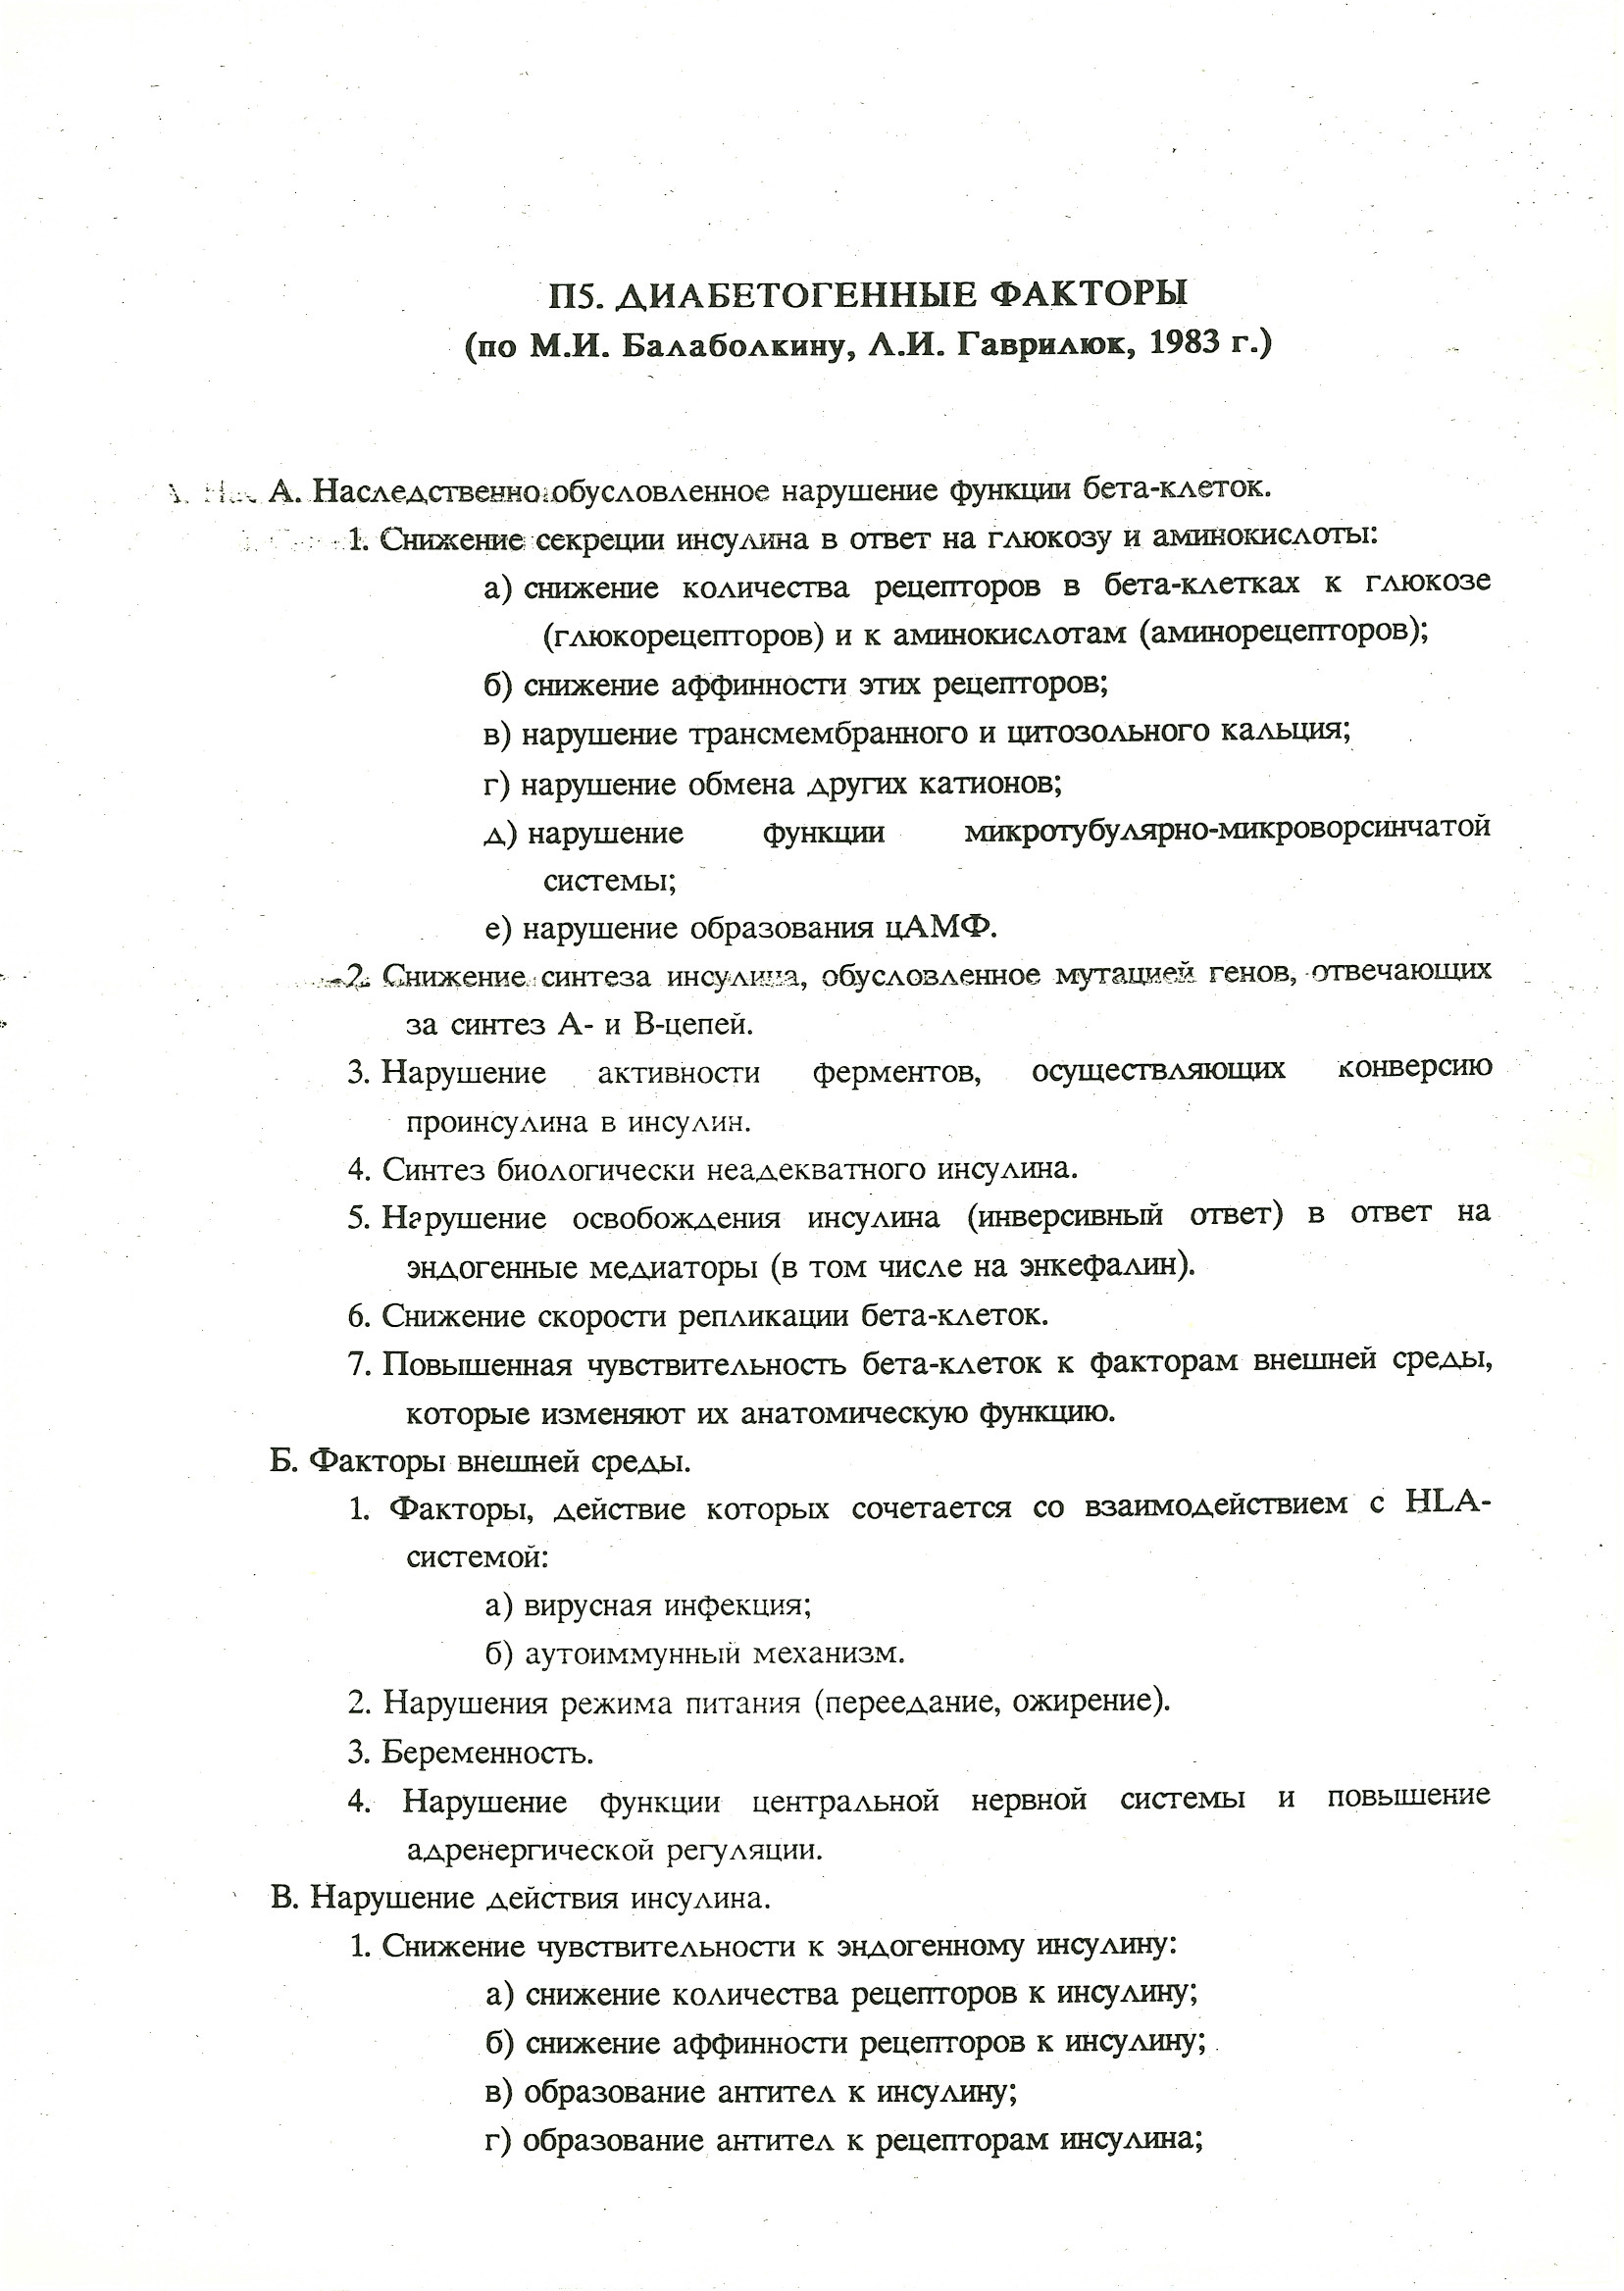 П5. ДИАБЕТОГЕННЫЕ ФАКТОРЫ
(по М.И. Балаболкину, Л.И. Гаврилюк, 1983 г.)
А. Наследственно обусловленное нарушение функции бета-клеток.
1. Снижение секреции инсулина в ответ на глюкозу и аминокислоты:
а) снижение количества рецепторов в бета-клетках к глюкозе
(глюкорецепторов) и к аминокислотам (аминорецепторов);
б) снижение аффинности этих рецепторов;
в) нарушение трансмембранного и цитозольного кальция;
г) нарушение обмена других катионов;
д) нарушение функции микротубулярно-микроворсинчатой
системы;
е) нарушение образования цАМФ.
2. Снижение синтеза инсулина, обусловленное мутацией генов, отвечающих
за синтез А- и В-цепей.
3. Нарушение активности ферментов, осуществляющих конверсию
проинсулина в инсулин.
4. Синтез биологически неадекватного инсулина.
5. Нарушение освобождения инсулина (инверсивный ответ) в ответ на
эндогенные медиаторы (в том числе на энкефалин).
6. Снижение скорости репликации бета-клеток.
7. Повышенная чувствительность бета-клеток к факторам внешней среды,
которые изменяют их анатомическую функцию.
Б. Факторы внешней среды.
1. Факторы, действие которых сочетается со взаимодействием с HLA-
системой:
а) вирусная инфекция;
б) аутоиммунный механизм.
2. Нарушения режима питания (переедание, ожирение).
3. Беременность.
4. Нарушение функции центральной нервной системы и повышение
адренергической регуляции.
В. Нарушение действия инсулина.
1. Снижение чувствительности к эндогенному инсулину:
а) снижение количества рецепторов к инсулину;
б) снижение аффинности рецепторов к инсулину;
в) образование антител к инсулину;
г) образование антител к рецепторам инсулина;